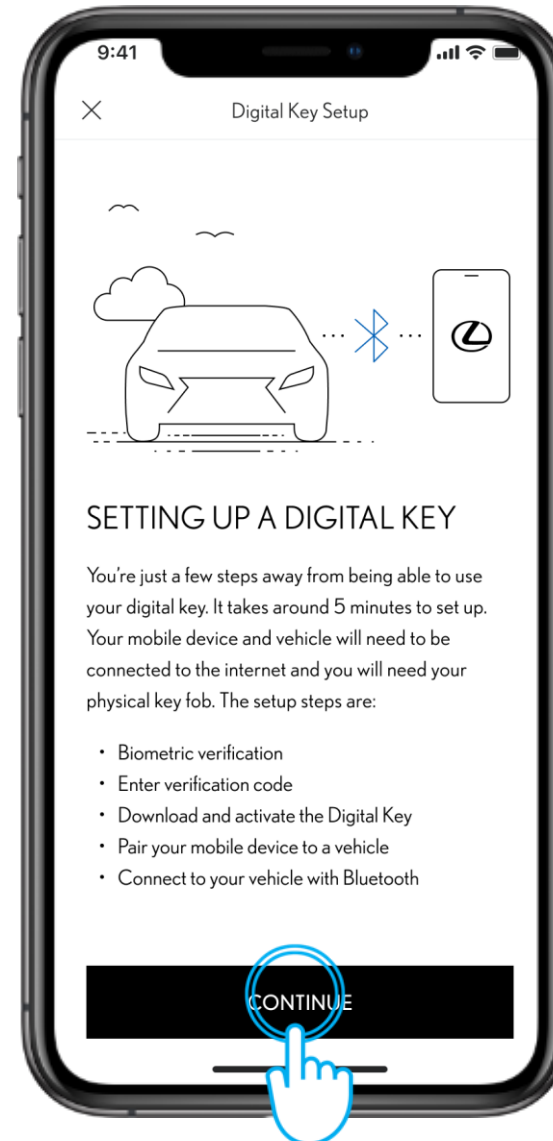 9:41
Digital Key Setup
SETTING UP A DIGITAL KEY
You're just a few steps away from being able to use
your digital key. It takes around 5 minutes to set up.
Your mobile device and vehicle will need to be
connected to the internet and you will need your
physical key fob. The setup steps are:
• Biometric verification
• Enter verification code
• Download and activate the Digital Key
• Pair your mobile device to a vehicle
• Connect to your vehicle with Bluetooth
CONTINUE